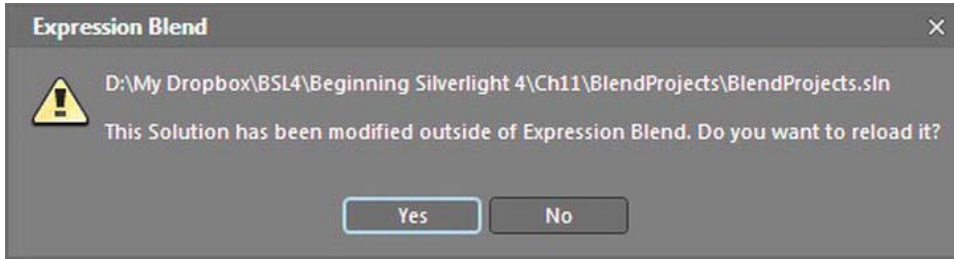 Expression Blend
D:\My Dropbox\BSL4\Beginning Silverlight 4\Ch11\BlendProjects\BlendProjects.sln
This Solution has been modified outside of Expression Blend. Do you want to reload it?
Yes No